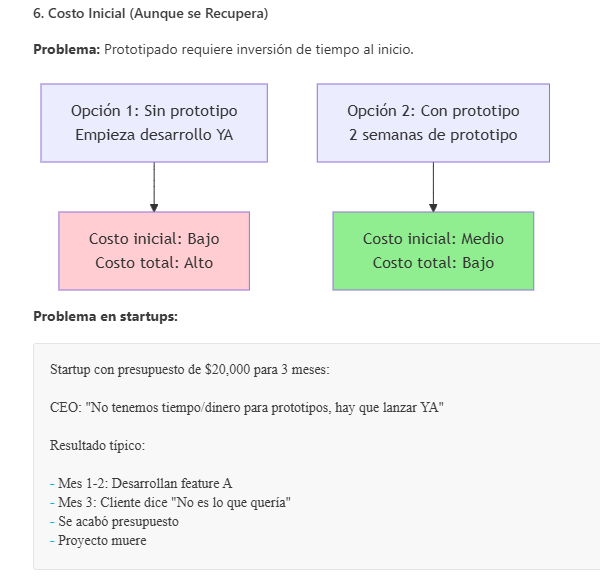 6. Costo Inicial (Aunque se Recupera)
Problema: Prototipado requiere inversión de tiempo al inicio.
Opción 1: Sin prototipo
Empieza desarrollo YA
Opción 2: Con prototipo
2 semanas de prototipo
Costo inicial: Bajo
Costo total: Alto
Costo inicial: Medio
Costo total: Bajo
Problema en startups:
Startup con presupuesto de $20,000 para 3 meses:
CEO: "No tenemos tiempo/dinero para prototipos, hay que lanzar YA"
Resultado típico:
- Mes 1-2: Desarrollan feature A
- Mes 3: Cliente dice "No es lo que quería"
- Se acabó presupuesto
- Proyecto muere